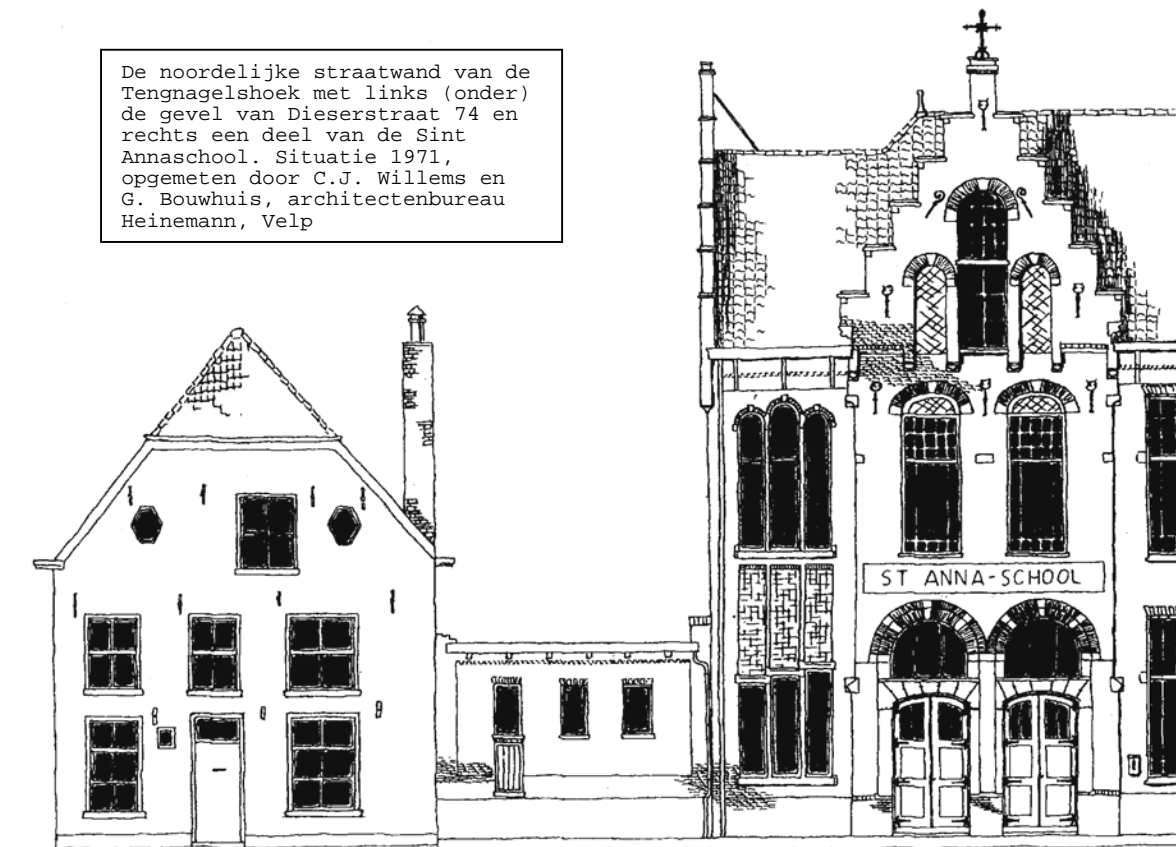 De noordelijke straatwand van de
Tengnagelshoek met links (onder)
de gevel van Dieserstraat 74 en
rechts een deel van de Sint
Annaschool. Situatie 1971,
opgemeten door C.J. Willems en
G. Bouwhuis, architectenbureau
Heinemann, Velp
ST ANNA-SCHOOL